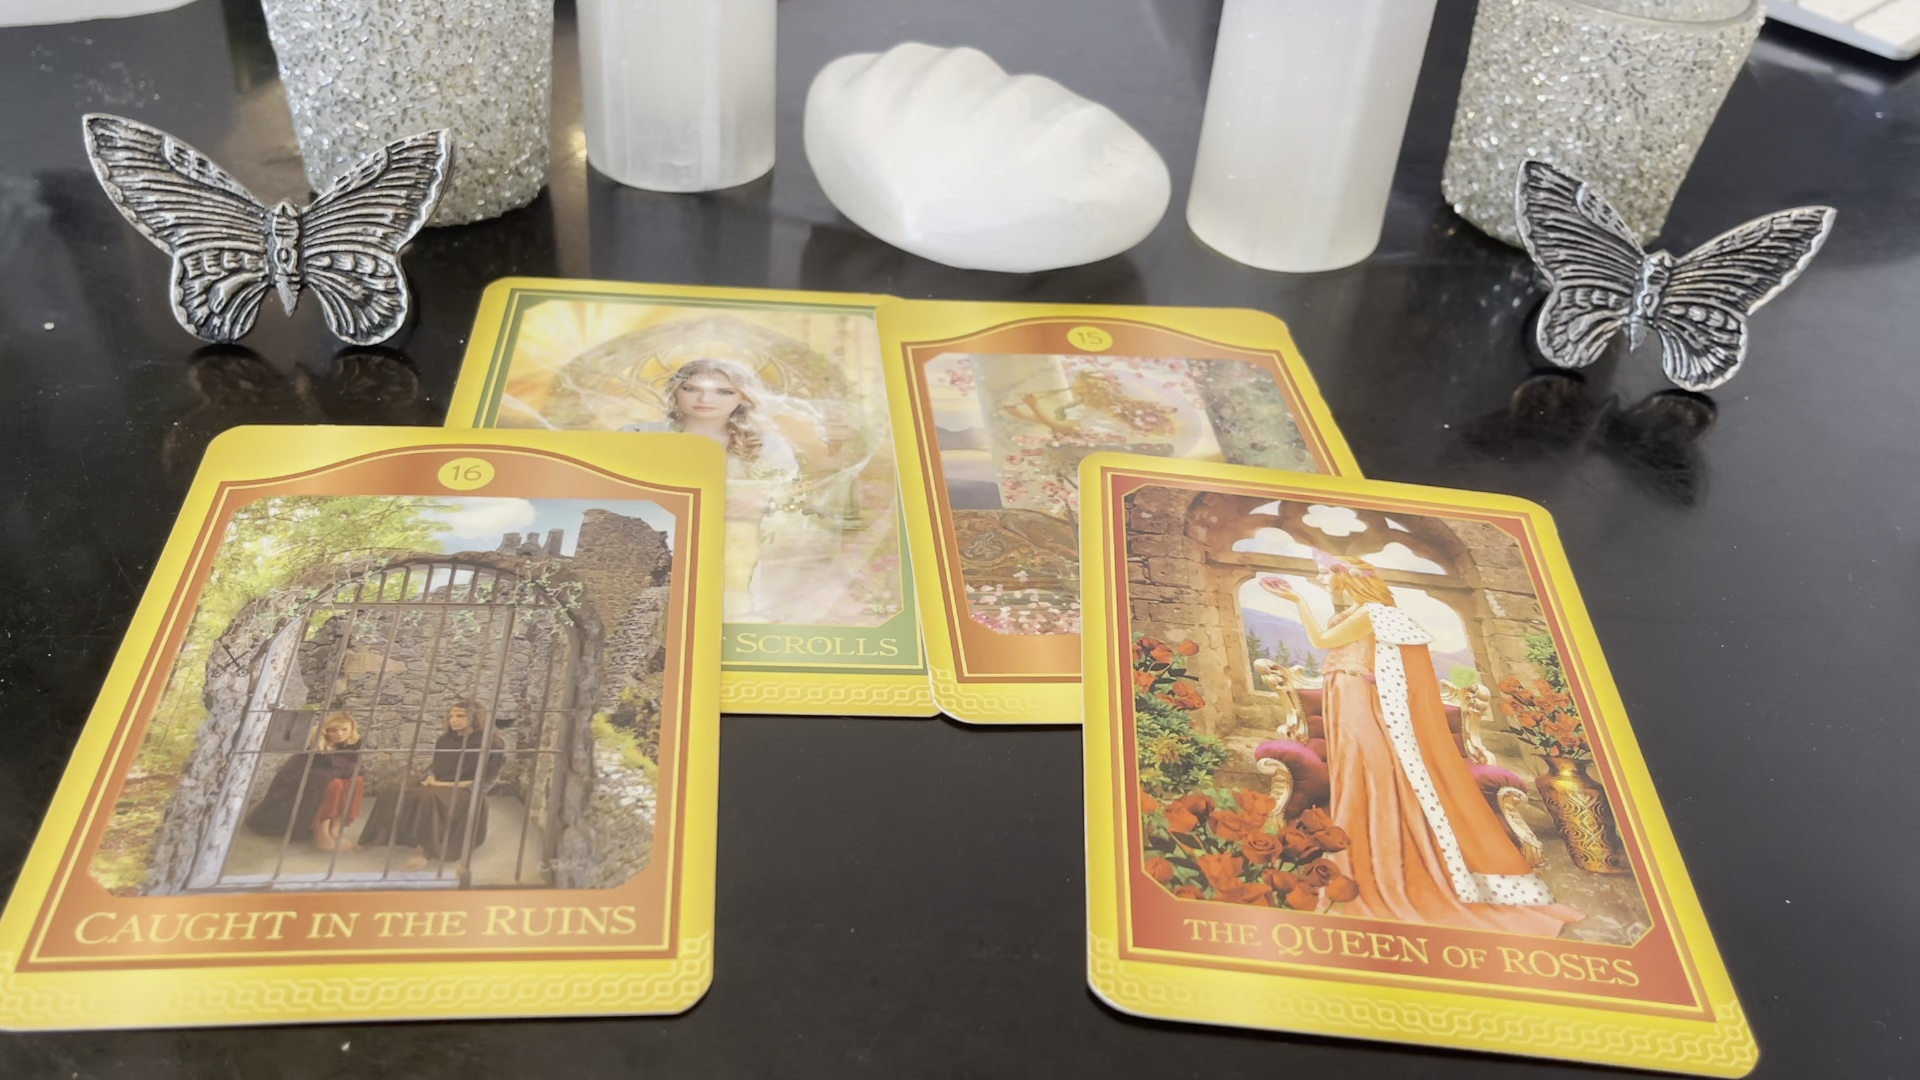 15
SCROLLS
16
CAUGHT IN THE RUINS
THE QUEEN OF ROSES